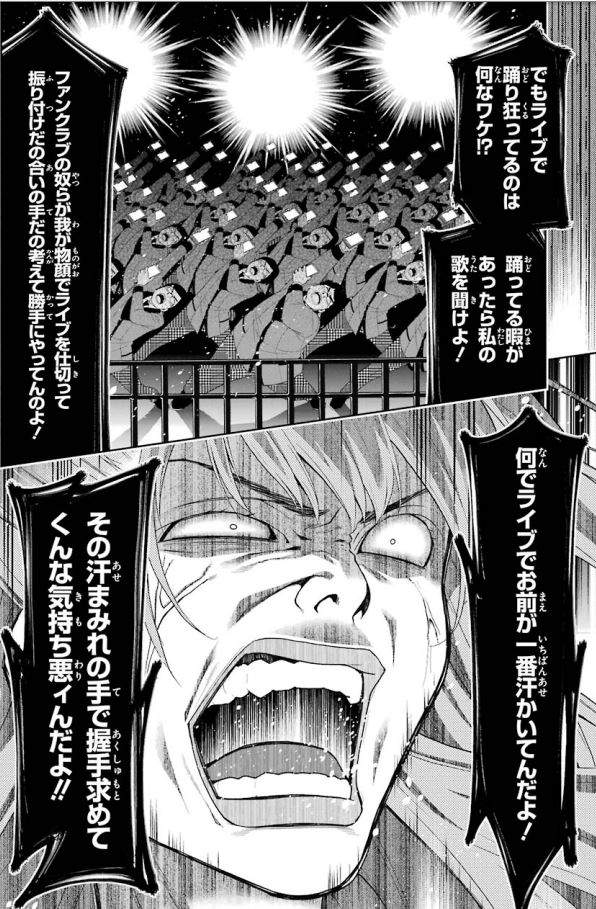 でもライブで
踊り狂ってるのは
何なワケ!?
踊ってる暇が
あったら私の
歌を聞けよ!
ファンクラブの奴らが我が物顔でライブを仕切って
振り付けだの合いの手だの考えて勝手にやってんのよ!
何でライブでお前が一番汗かいてんだよ!
その汗まみれの手で握手求めて
くんな気持ち悪ィんだよ!!